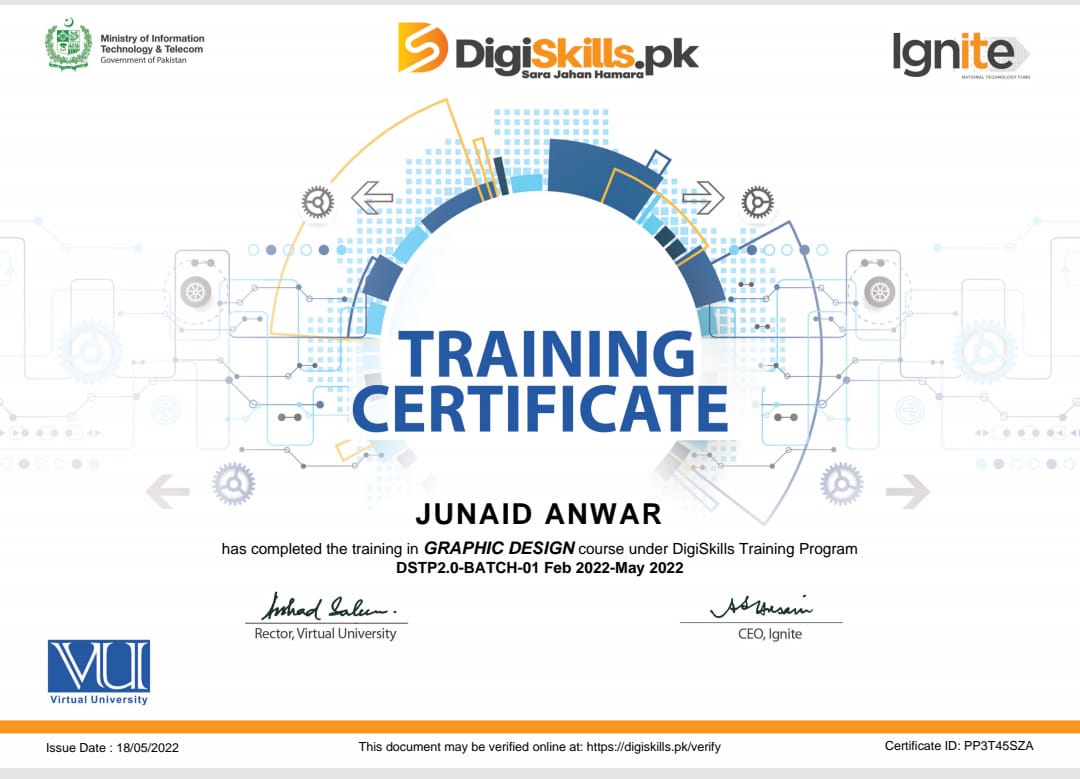 Ministry of Information
Technology & Telecom
Government of Pakistan
DigiSkills.pk
Sara Jahan Hamara
Ignite
NATIONAL TECHNOLOGY FUND
TRAINING
CERTIFICATE
JUNAID ANWAR
has completed the training in GRAPHIC DESIGN course under DigiSkills Training Program
DSTP2.0-BATCH-01 Feb 2022-May 2022
Rector, Virtual University
CEO, Ignite
VU
Virtual University
Issue Date : 18/05/2022
This document may be verified online at: https://digiskills.pk/verify
Certificate ID: PP3T45SZA